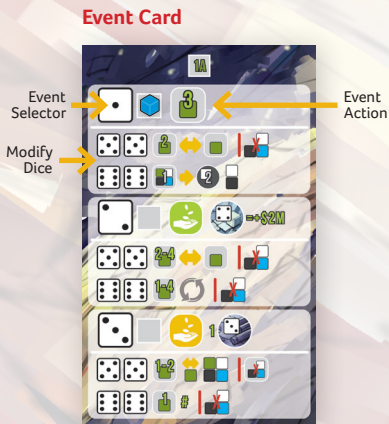 Event Card
1A
Event
Selector
3
Event
Action
Modify
Dice
2
1
2
=+$2M
2-4
1-4
1
1-2
1 #